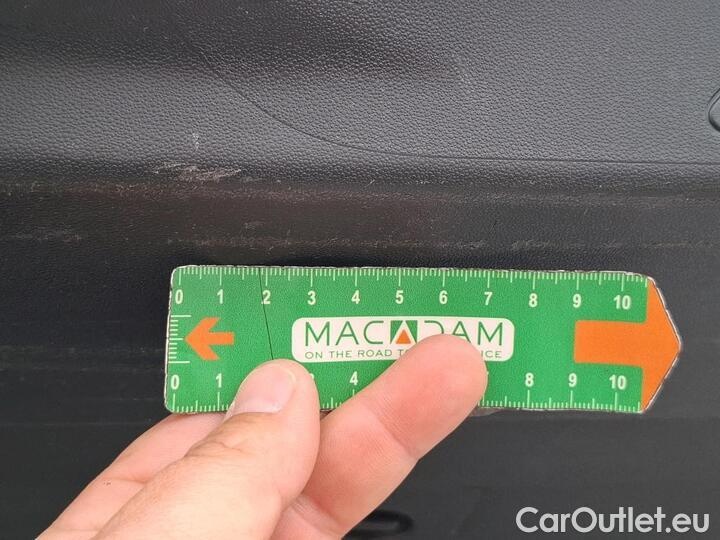 0 1 2 3 4 5 6 7 8 9 10
MACADAM
ON THE ROAD
0 1 4 8 9 10
CarOutlet.eu